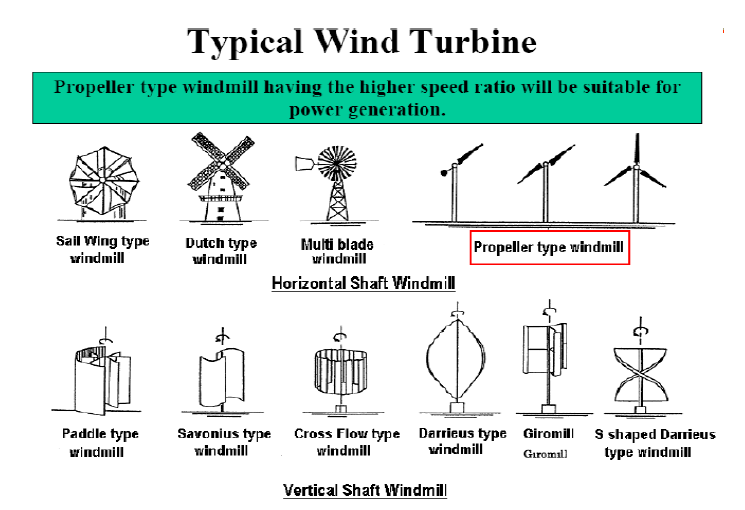 Typical Wind Turbine
Propeller type windmill having the higher speed ratio will be suitable for
power generation.
Sail Wing type
windmill
Dutch type
windmill
Multi blade
windmill
Propeller type windmill
Horizontal Shaft Windmill
Paddle type
windmill
Savonius type
windmill
Cross Flow type
windmill
Darrieus type
windmill
Giromill
Giromill
S shaped Darrieus
type windmill
Vertical Shaft Windmill